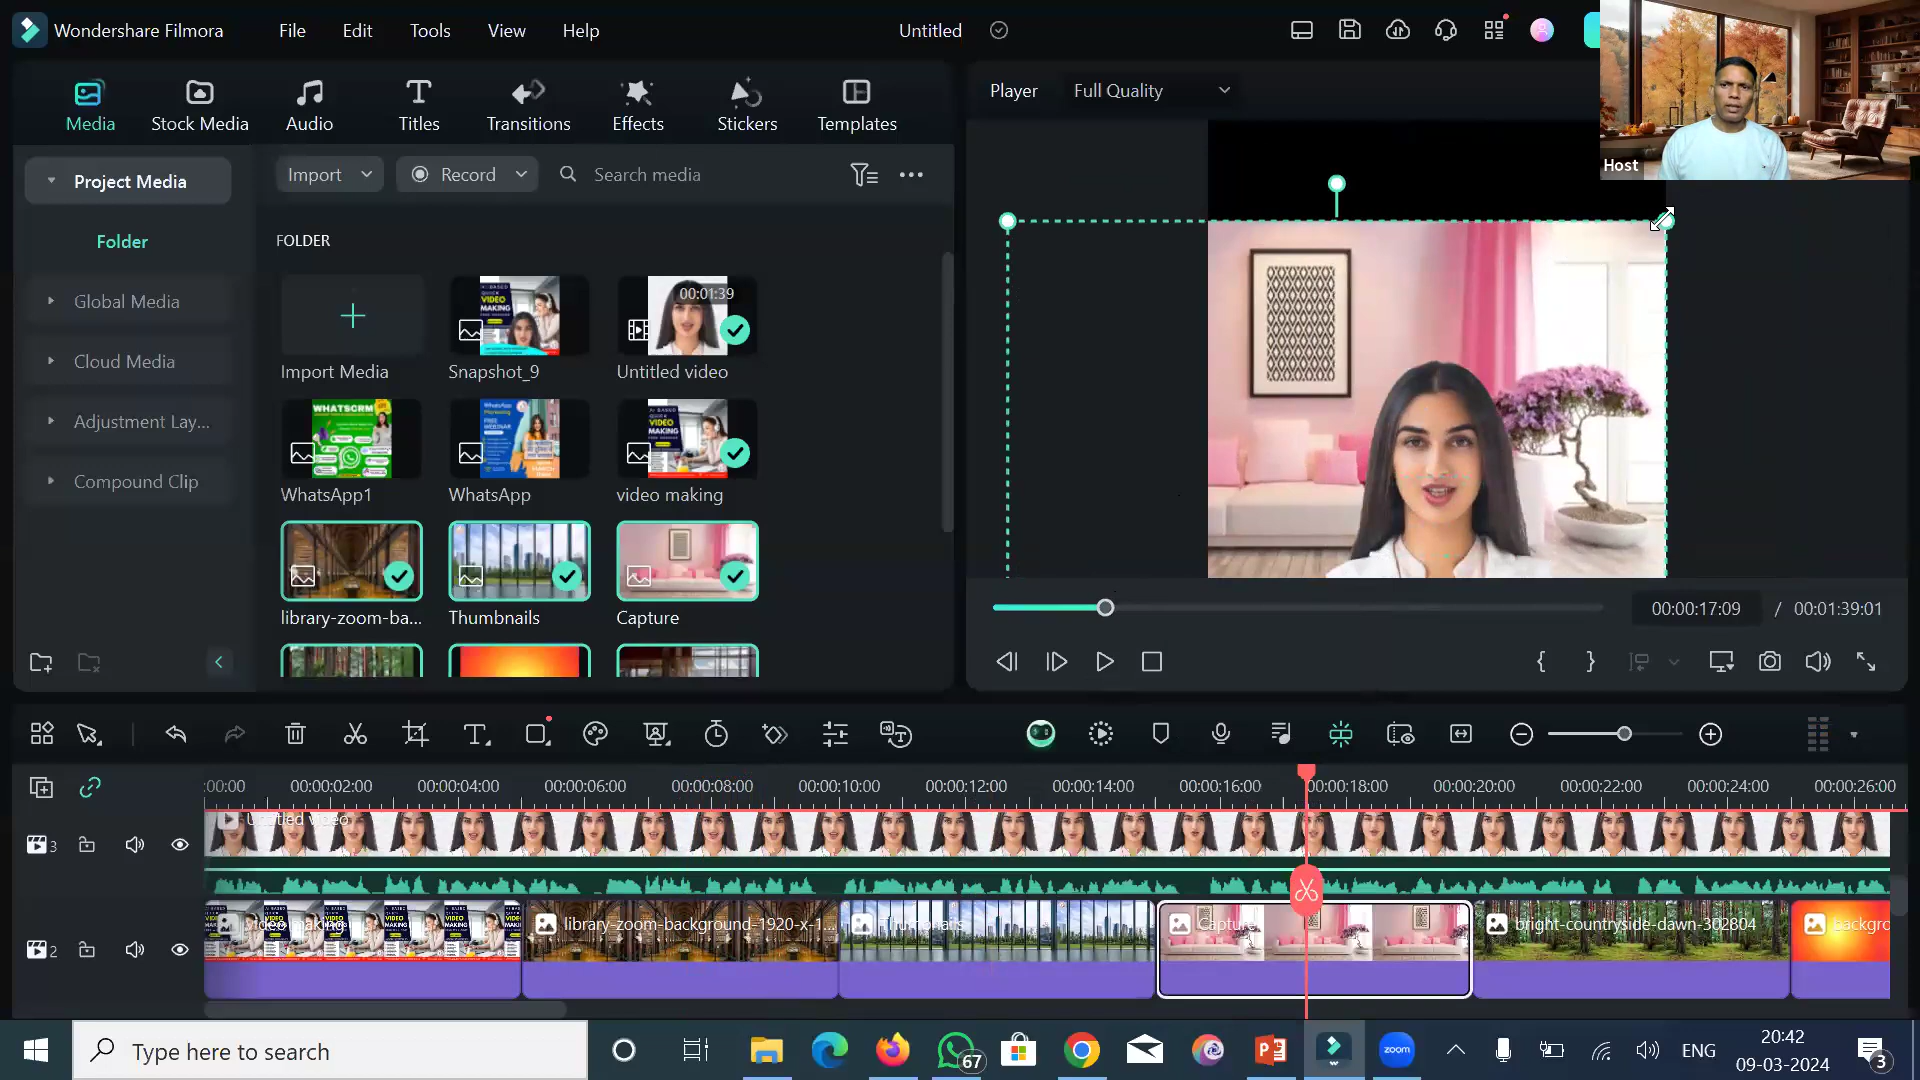 Wondershare Filmora
File
Edit
Tools
View
Help
Untitled
Media
Stock Media
Audio
Titles
Transitions
Effects
Stickers
Templates
Player
Full Quality
Host
Project Media
Import
Record
Search media
Folder
FOLDER
Global Media
Cloud Media
Adjustment Lay...
Compound Clip
00:01:39
Import Media
Snapshot_9
Untitled video
WHATSCRM
VIDEO
MAKING
WhatsApp1
WhatsApp
video making
library-zoom-ba...
Thumbnails
Capture
00:00:17:09
/
00:01:39:01
:00:00
00:00:02:00
00:00:04:00
00:00:06:00
00:00:08:00
00:00:10:00
00:00:12:00
00:00:14:00
00:00:16:00
00:00:18:00
00:00:20:00
00:00:22:00
00:00:24:00
00:00:26:00
Untitled video
3
video making
library-zoom-background-1920-x-1...
Thumbnails
Capture
bright-countryside-dawn-302804
backgro
2
Type here to search
67
zoom
ENG
20:42
09-03-2024
3